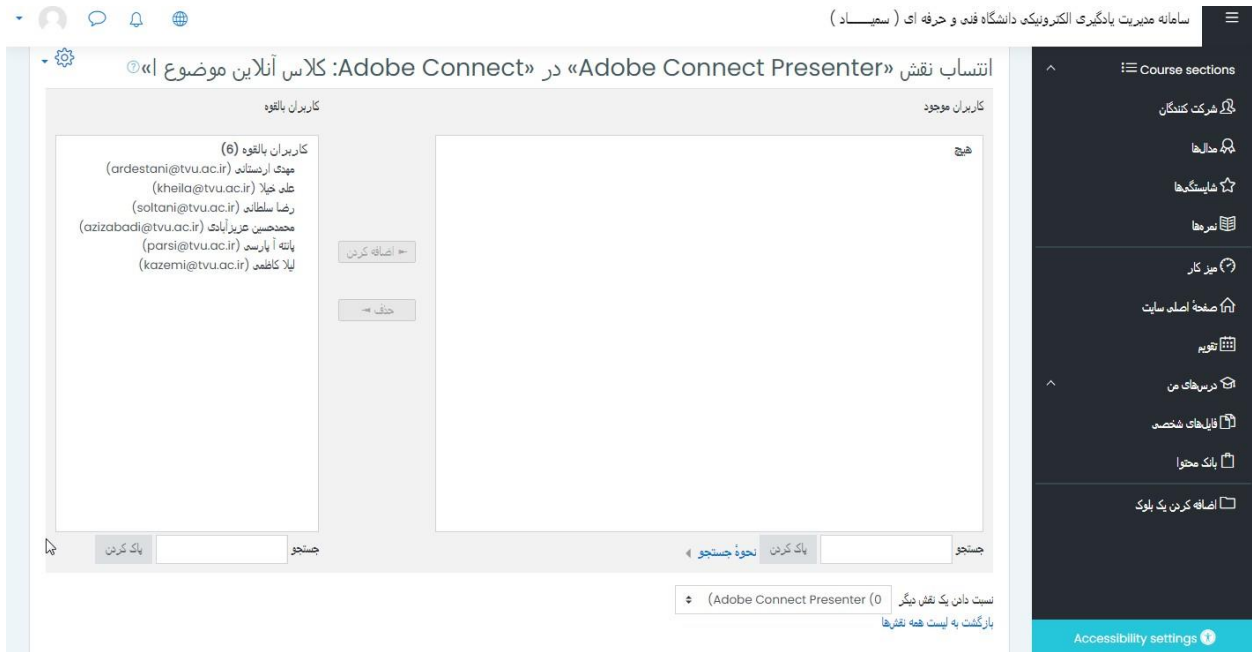 سامانه مدیریت یادگیری الکترونیکی دانشگاه فنی و حرفه ای ( سمیـــــاد )
Course sections
شرکت کنندگان
مدال‌ها
شایستگی‌ها
نمره‌ها
میز کار
صفحهٔ اصلی سایت
تقویم
درس‌های من
فایل‌های شخصی
بانک محتوا
اضافه کردن یک بلوک
Accessibility settings
انتساب نقش «Adobe Connect Presenter» در «Adobe Connect: کلاس آنلاین موضوع ا»
کاربران موجود
هیچ
جستجو
پاک کردن
نحوهٔ جستجو
اضافه کردن
حذف
کاربران بالقوه
کاربران بالقوه (6)
مهدی اردستانی (ardestani@tvu.ac.ir)
علی خیلا (kheila@tvu.ac.ir)
رضا سلطانی (soltani@tvu.ac.ir)
محمدحسین عزیزآبادی (azizabadi@tvu.ac.ir)
پانته آ پارسی (parsi@tvu.ac.ir)
لیلا کاظمی (kazemi@tvu.ac.ir)
جستجو
پاک کردن
نسبت دادن یک نقش دیگر
Adobe Connect Presenter (0)
بازگشت به لیست همه نقش‌ها